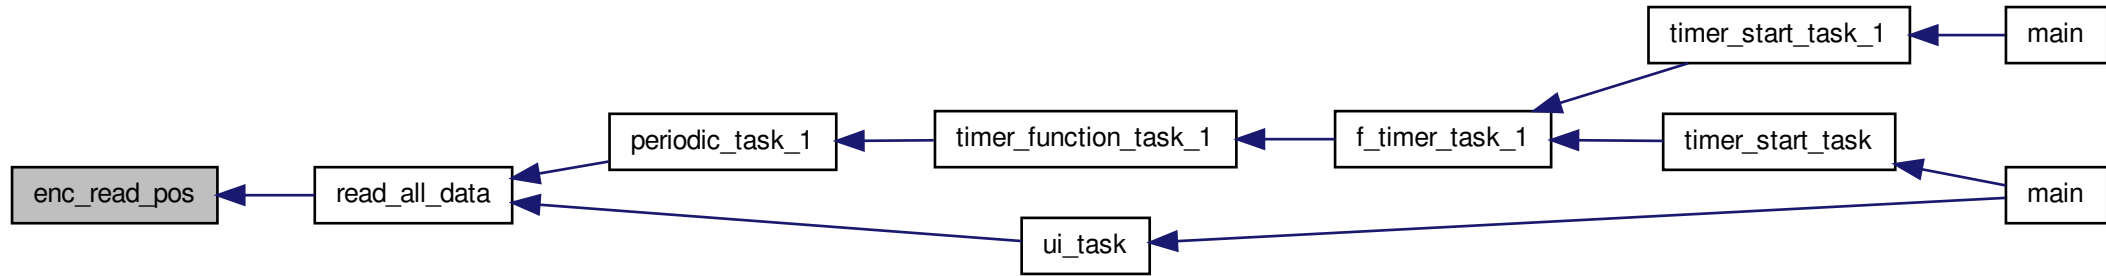 timer_start_task_1
main
periodic_task_1
timer_function_task_1
f_timer_task_1
timer_start_task
enc_read_pos
read_all_data
main
ui_task